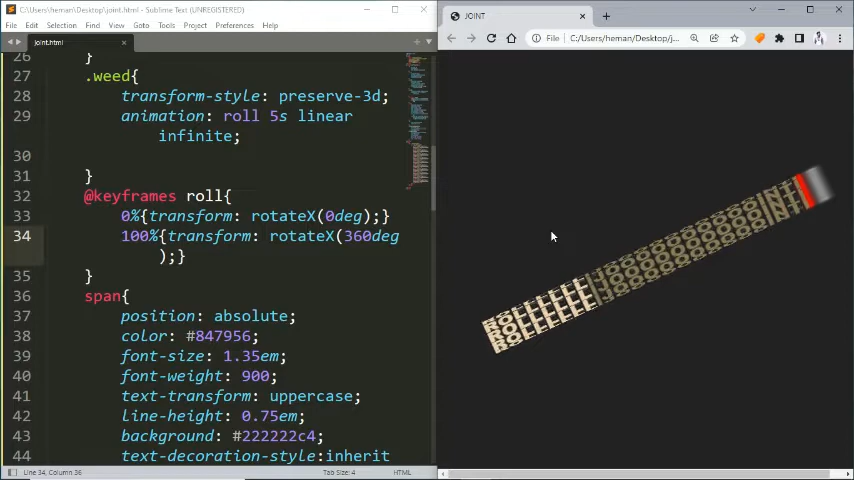 C:\Users\heman\Desktop\joint.html - Sublime Text (UNREGISTERED)
File Edit Selection Find View Goto Tools Project Preferences Help
joint.html
26 }
27 .weed{
28 transform-style: preserve-3d;
29 animation: roll 5s linear
infinite;
30
31 }
32 @keyframes roll{
33 0%{transform: rotateX(0deg);}
34 100%{transform: rotateX(360deg
);}
35 }
36 span{
37 position: absolute;
38 color: #847956;
39 font-size: 1.35em;
40 font-weight: 900;
41 text-transform: uppercase;
42 line-height: 0.75em;
43 background: #222222c4;
44 text-decoration-style:inherit
Line 34, Column 36
Tab Size: 4
HTML
JOINT
File
C:/Users/heman/Desktop/j...